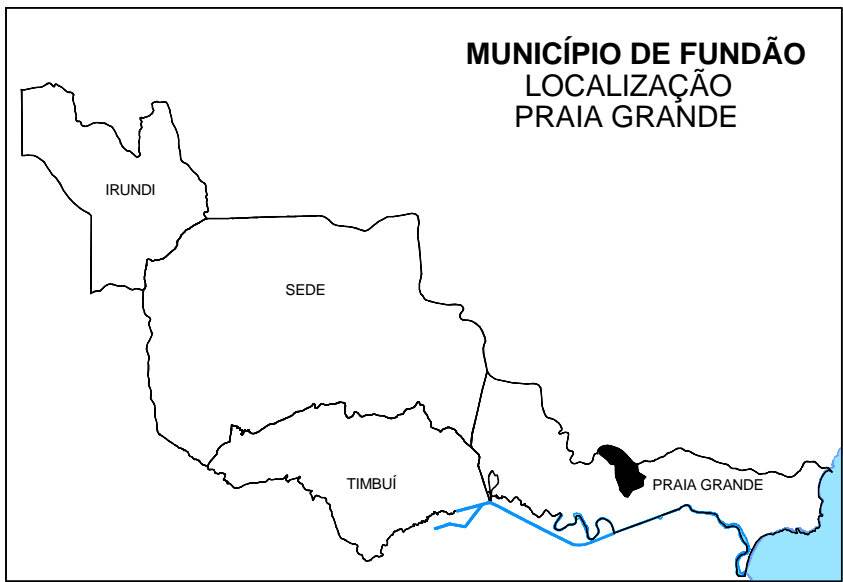 MUNICÍPIO DE FUNDÃO
LOCALIZAÇÃO
PRAIA GRANDE
IRUNDI
SEDE
TIMBUÍ
PRAIA GRANDE